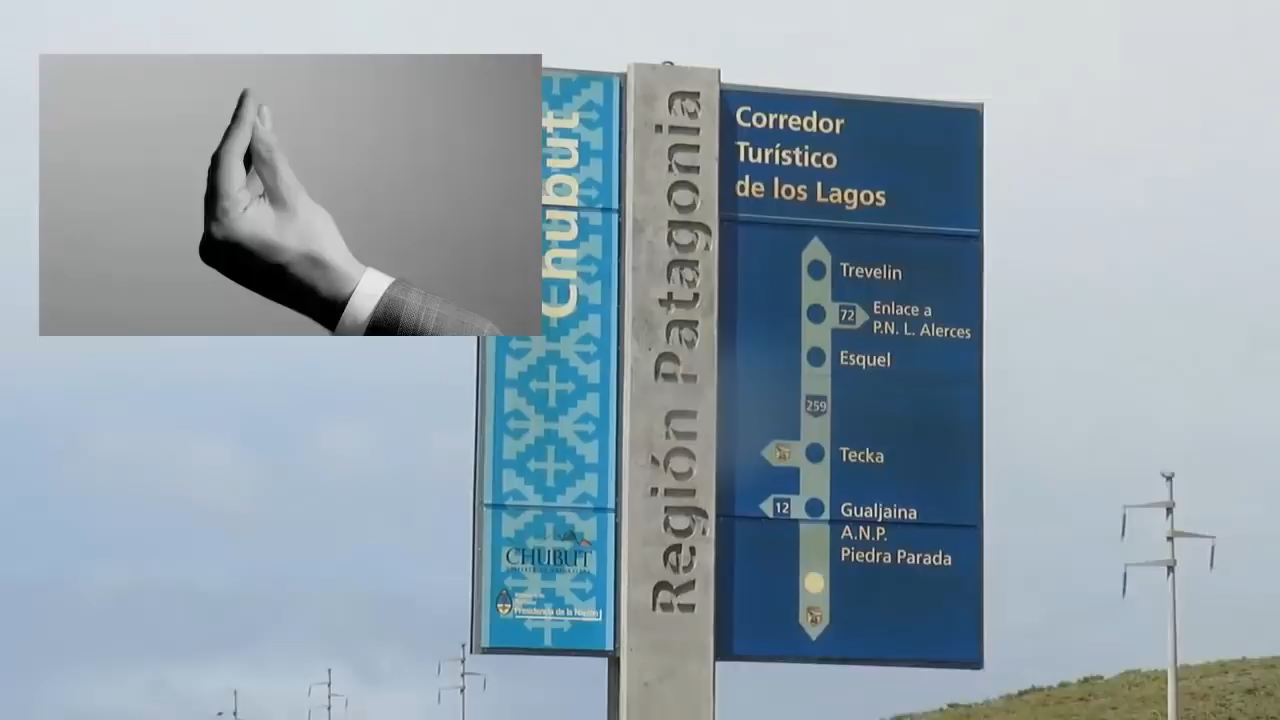 Chubut
CHUBUT
Presidencia de la Nación
Región Patagonia
Corredor
Turístico
de los Lagos
Trevelin
72
Enlace a
P.N. L. Alerces
Esquel
259
Tecka
12
Gualjaina
A.N.P.
Piedra Parada